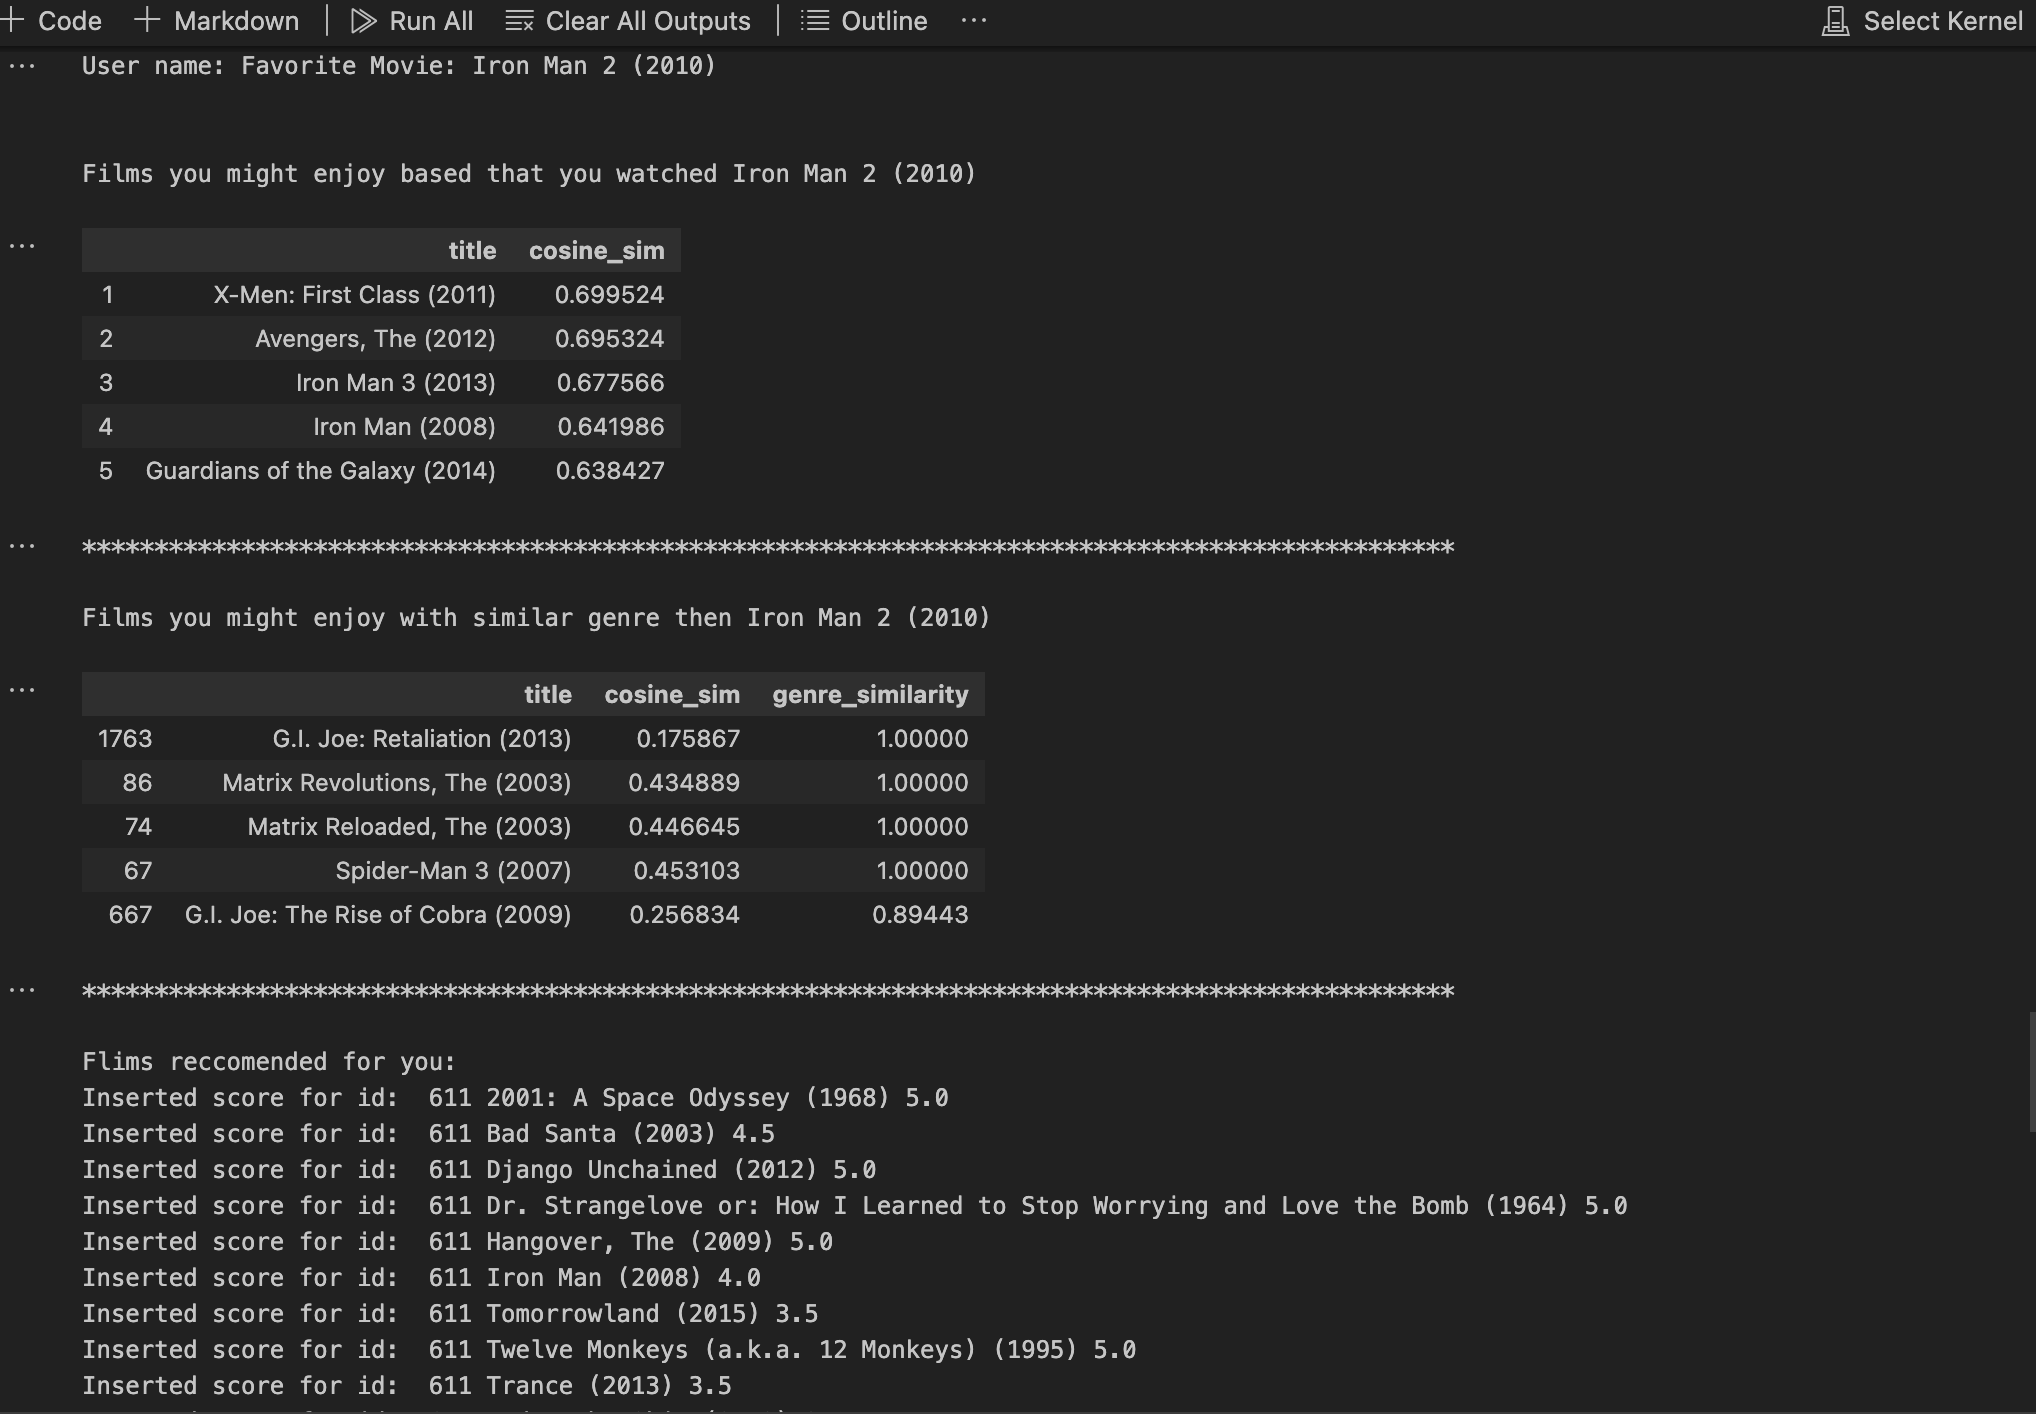 Code Markdown Run All Clear All Outputs Outline ... Select Kernel
... User name: Favorite Movie: Iron Man 2 (2010)
Films you might enjoy based that you watched Iron Man 2 (2010)
... title cosine_sim
1 X-Men: First Class (2011) 0.699524
2 Avengers, The (2012) 0.695324
3 Iron Man 3 (2013) 0.677566
4 Iron Man (2008) 0.641986
5 Guardians of the Galaxy (2014) 0.638427
... ***********************************************************************************************
Films you might enjoy with similar genre then Iron Man 2 (2010)
... title cosine_sim genre_similarity
1763 G.I. Joe: Retaliation (2013) 0.175867 1.00000
86 Matrix Revolutions, The (2003) 0.434889 1.00000
74 Matrix Reloaded, The (2003) 0.446645 1.00000
67 Spider-Man 3 (2007) 0.453103 1.00000
667 G.I. Joe: The Rise of Cobra (2009) 0.256834 0.89443
... ***********************************************************************************************
Flims reccomended for you:
Inserted score for id:  611 2001: A Space Odyssey (1968) 5.0
Inserted score for id:  611 Bad Santa (2003) 4.5
Inserted score for id:  611 Django Unchained (2012) 5.0
Inserted score for id:  611 Dr. Strangelove or: How I Learned to Stop Worrying and Love the Bomb (1964) 5.0
Inserted score for id:  611 Hangover, The (2009) 5.0
Inserted score for id:  611 Iron Man (2008) 4.0
Inserted score for id:  611 Tomorrowland (2015) 3.5
Inserted score for id:  611 Twelve Monkeys (a.k.a. 12 Monkeys) (1995) 5.0
Inserted score for id:  611 Trance (2013) 3.5